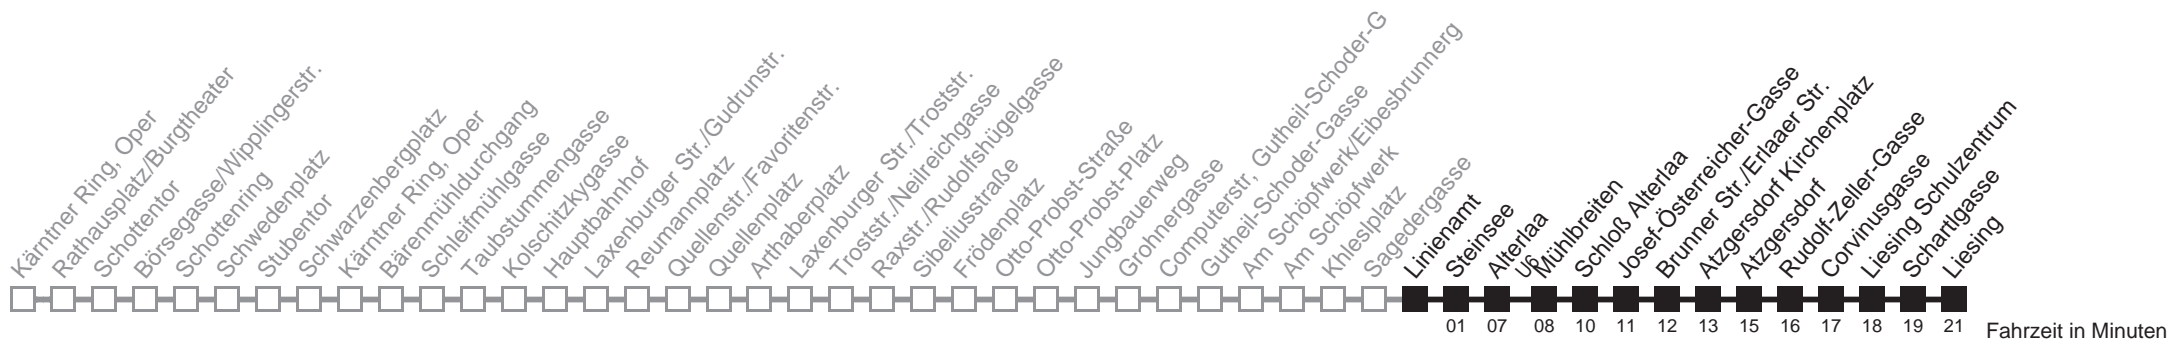 Kärntner Ring, Oper
Rathausplatz/Burgtheater
Schottentor
Börsegasse/Wipplingerstr.
Schottenring
Schwedenplatz
Stubentor
Schwarzenbergplatz
Kärntner Ring, Oper
Bärenmühldurchgang
Schleifmühlgasse
Taubstummengasse
Kolschitzkygasse
Hauptbahnhof
Laxenburger Str./Gudrunstr.
Reumannplatz
Quellenstr./Favoritenstr.
Quellenplatz
Arthaberplatz
Laxenburger Str./Troststr.
Troststr./Neilreichgasse
Raxstr./Rudolfshügelgasse
Sibeliusstraße
Frödenplatz
Otto-Probst-Straße
Otto-Probst-Platz
Jungbauerweg
Grohnergasse
Computerstr, Gutheil-Schoder-G
Gutheil-Schoder-Gasse
Am Schöpfwerk/Eibesbrunnerg
Am Schöpfwerk
Khleslplatz
Sagedergasse
Linienamt
Steinsee
Alterlaa
U6
Mühlbreiten
Schloß Alterlaa
Josef-Österreicher-Gasse
Brunner Str./Erlaaer Str.
Atzgersdorf Kirchenplatz
Atzgersdorf
Rudolf-Zeller-Gasse
Corvinusgasse
Liesing Schulzentrum
Schartlgasse
Liesing
01 07 08 10 11 12 13 15 16 17 18 19 21 Fahrzeit in Minuten